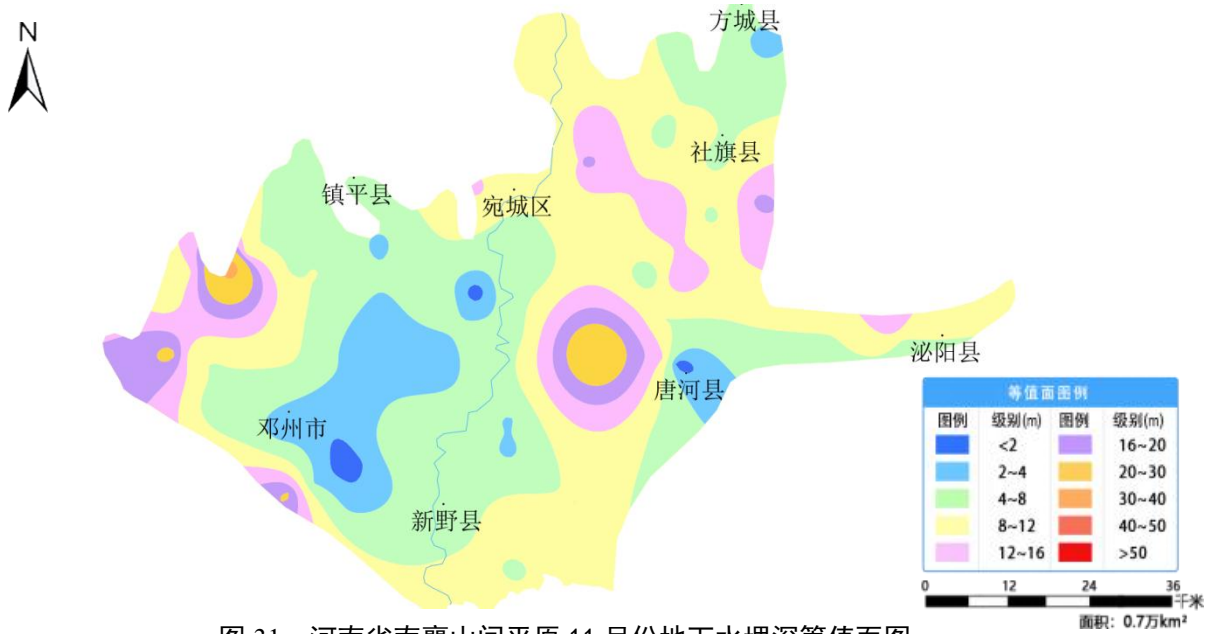 N
方城县
社旗县
镇平县
宛城区
泌阳县
唐河县
邓州市
新野县
等值面图例
图例 级别(m) 图例 级别(m)
<2 16~20
2~4 20~30
4~8 30~40
8~12 40~50
12~16 >50
0 12 24 36
千米
面积：0.7万km²
图 31 河南省南襄山间平原 11 月份地下水埋深等值面图